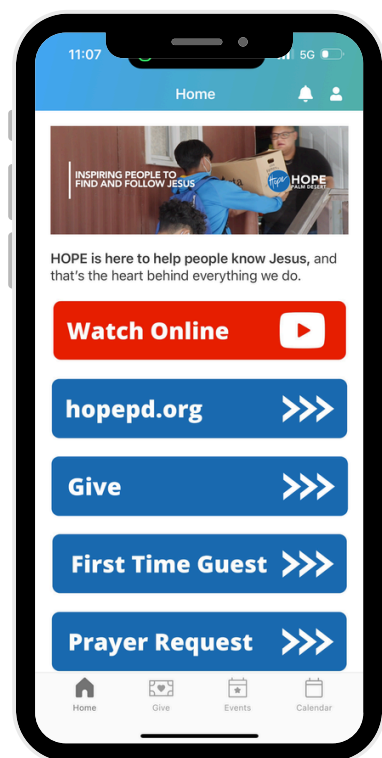 11:07
5G
Home
INSPIRING PEOPLE TO
FIND AND FOLLOW JESUS
Hope
HOPE
PALM DESERT
HOPE is here to help people know Jesus, and
that's the heart behind everything we do.
Watch Online
hopepd.org
Give
First Time Guest
Prayer Request
Home
Give
Events
Calendar